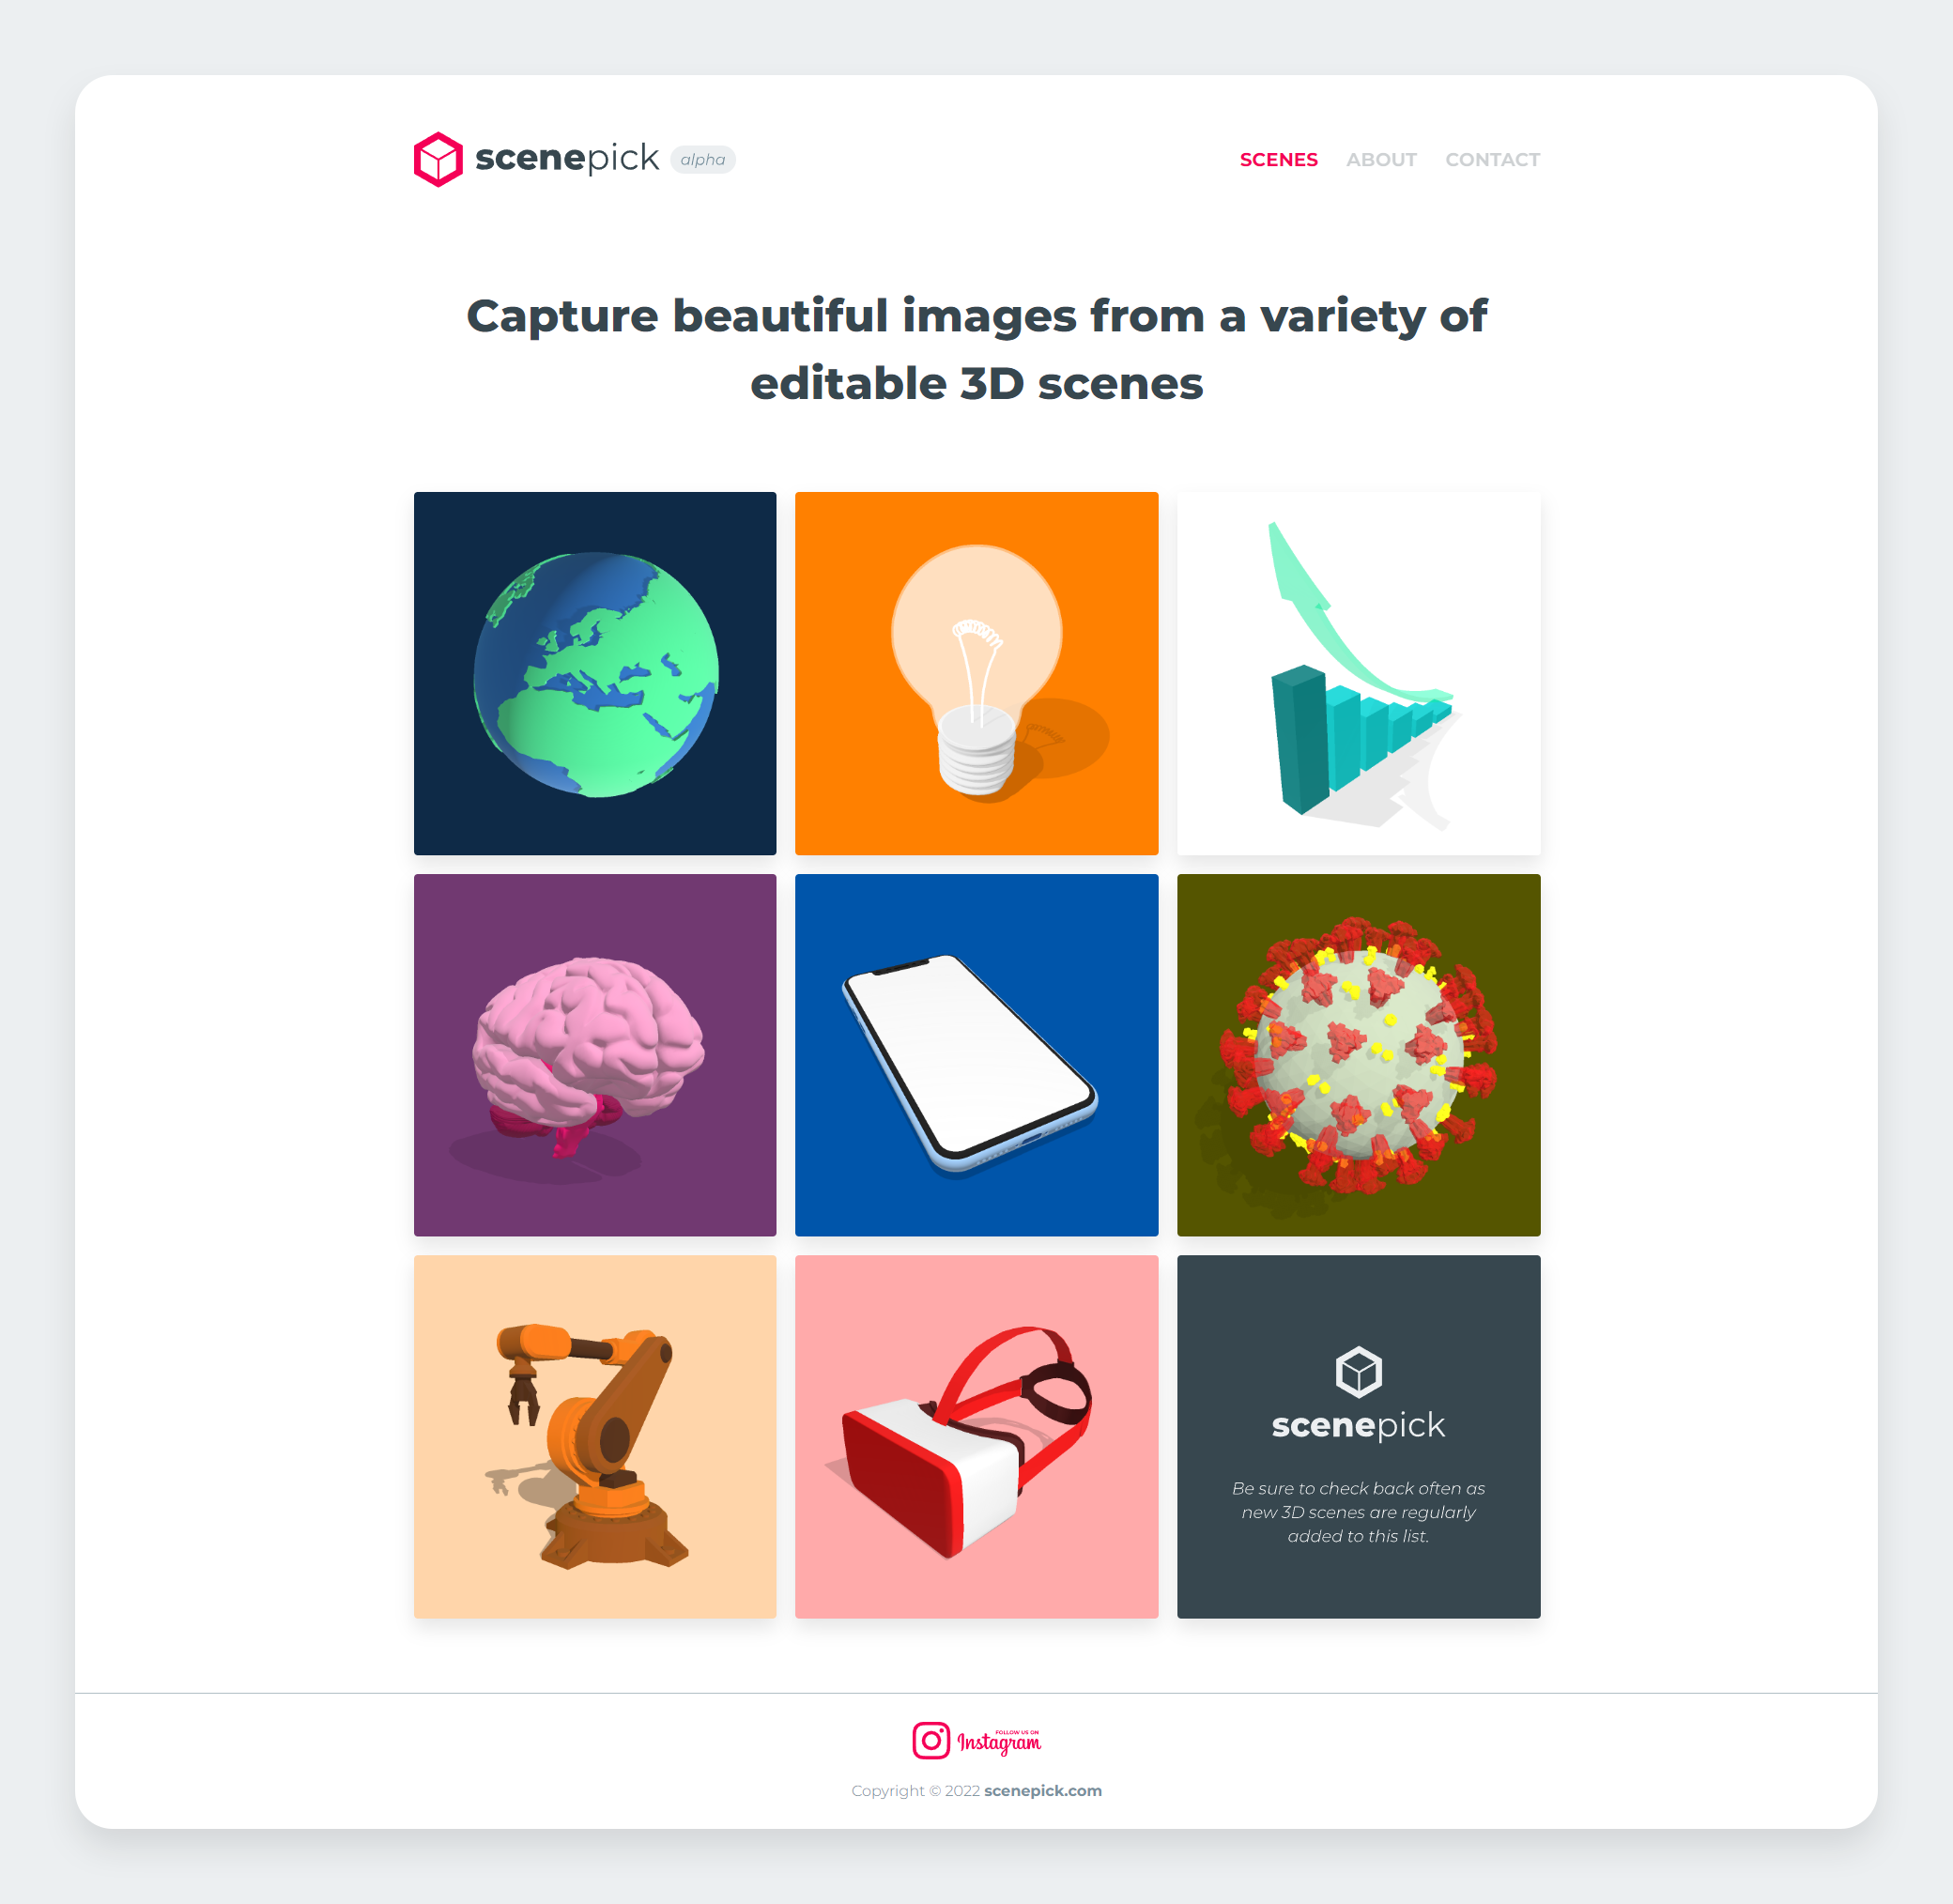 scenepick alpha
SCENES ABOUT CONTACT
Capture beautiful images from a variety of
editable 3D scenes
scenepick
Be sure to check back often as
new 3D scenes are regularly
added to this list.
FOLLOW US ON
Instagram
Copyright © 2022 scenepick.com